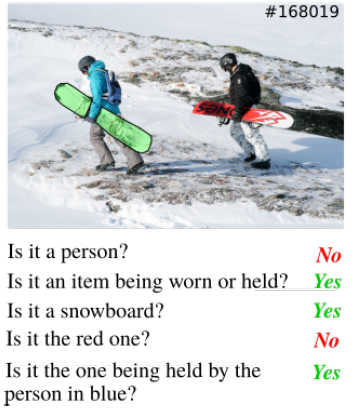 #168019
Is it a person? No
Is it an item being worn or held? Yes
Is it a snowboard? Yes
Is it the red one? No
Is it the one being held by the Yes
person in blue?